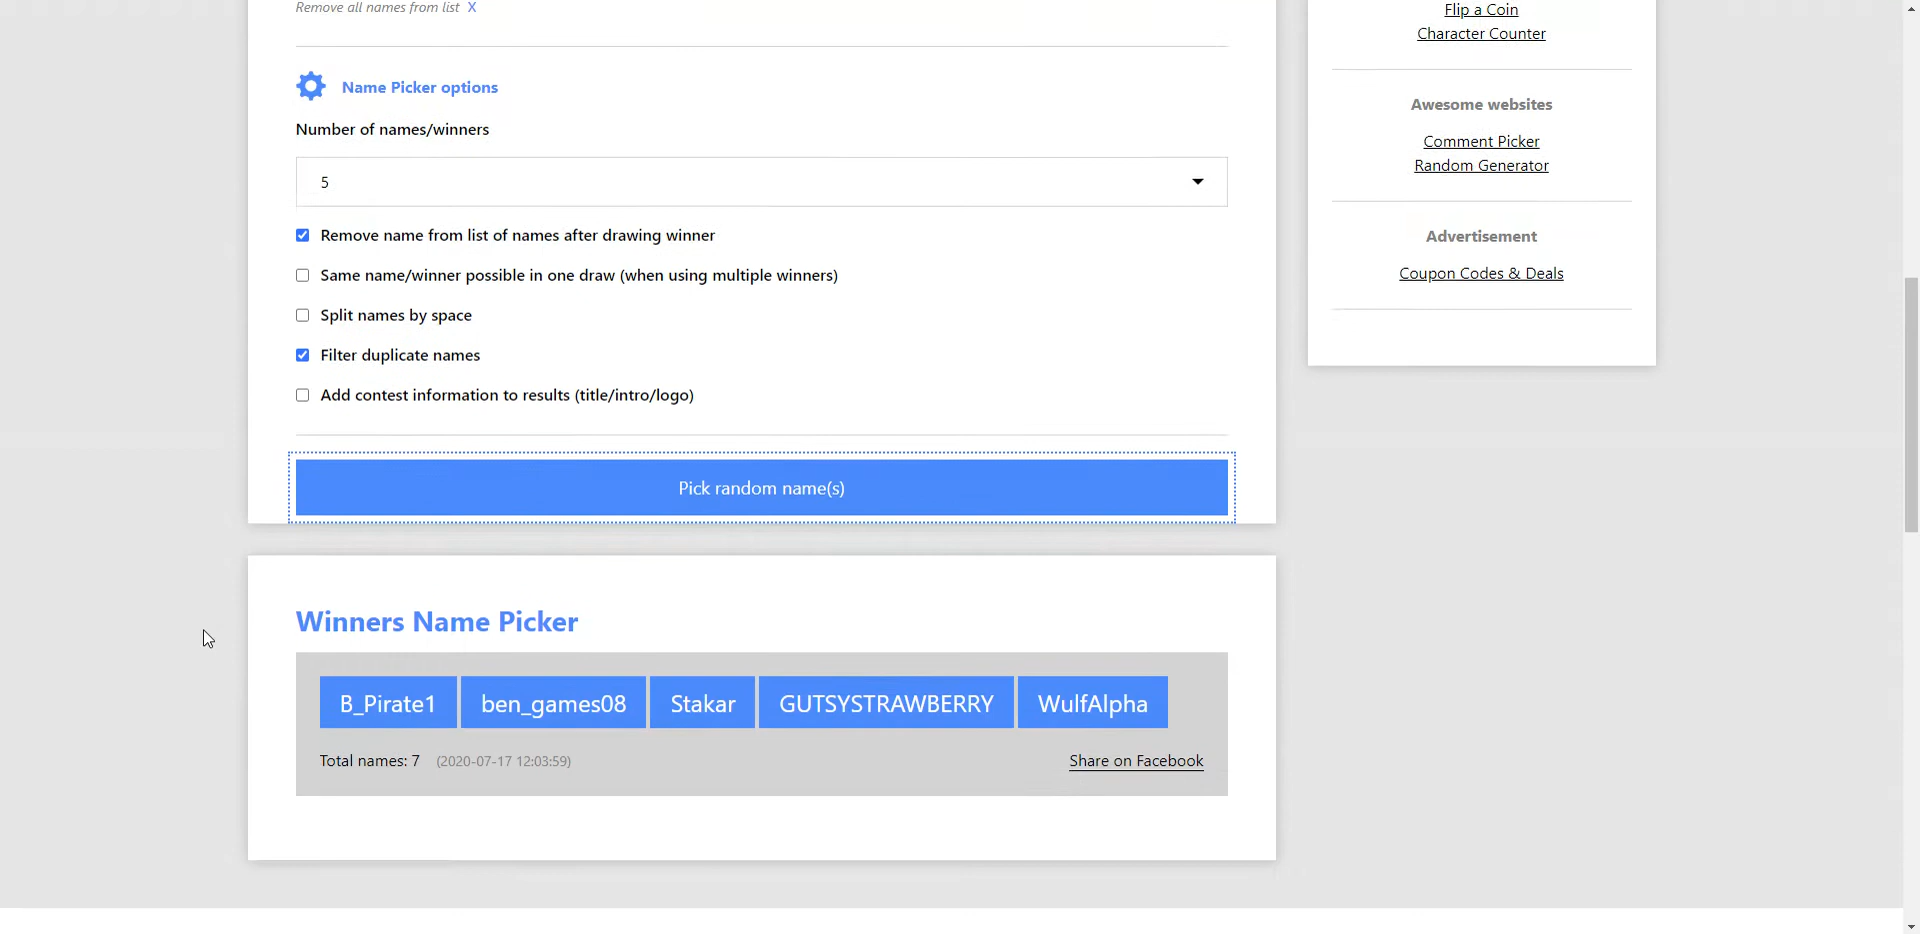 Remove all names from list X
Name Picker options
Number of names/winners
5
Remove name from list of names after drawing winner
Same name/winner possible in one draw (when using multiple winners)
Split names by space
Filter duplicate names
Add contest information to results (title/intro/logo)
Pick random name(s)
Winners Name Picker
B_Pirate1 ben_games08 Stakar GUTSYSTRAWBERRY WulfAlpha
Total names: 7 (2020-07-17 12:03:59) Share on Facebook
Flip a Coin
Character Counter
Awesome websites
Comment Picker
Random Generator
Advertisement
Coupon Codes & Deals